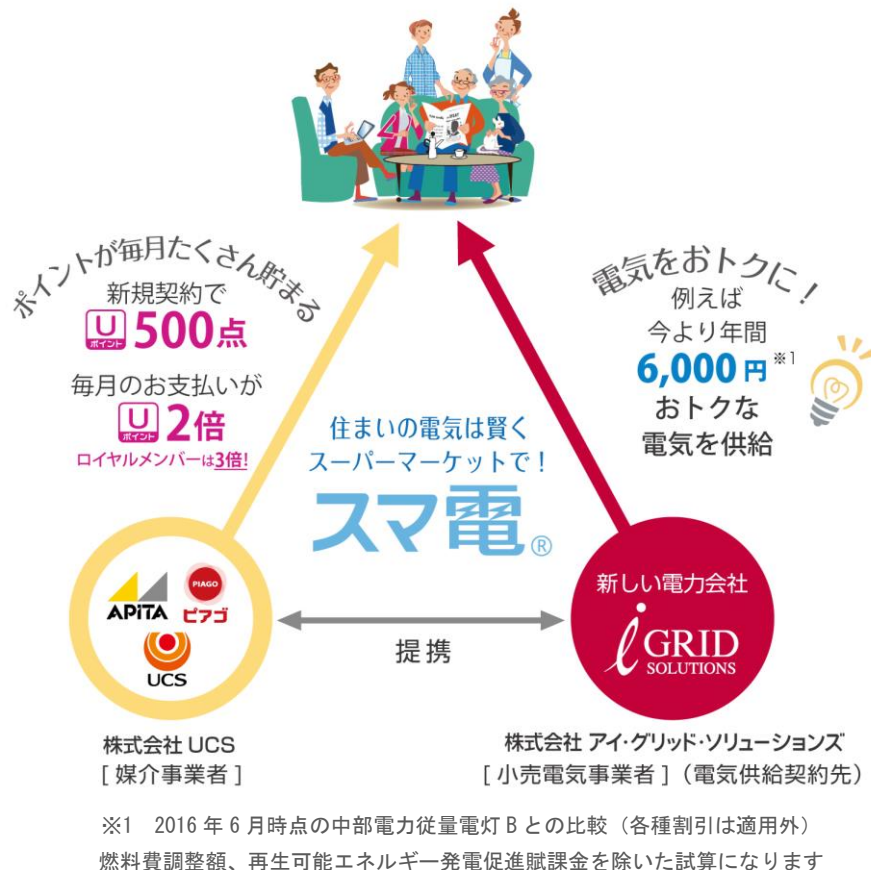 ポイントが毎月たくさん貯まる
新規契約で
U
ポイント
500点
毎月のお支払いが
U
ポイント
2倍
ロイヤルメンバーは3倍!
電気をおトクに!
例えば
今より年間
6,000円※1
おトクな
電気を供給
住まいの電気は賢く
スーパーマーケットで!
スマ電®
APiTA
PIAGO
ピアゴ
UCS
提携
新しい電力会社
i GRID
SOLUTIONS
株式会社 UCS
[ 媒介事業者 ]
株式会社 アイ・グリッド・ソリューションズ
[ 小売電気事業者 ]（電気供給契約先）
※1 2016年6月時点の中部電力従量電灯Bとの比較（各種割引は適用外）
燃料費調整額、再生可能エネルギー発電促進賦課金を除いた試算になります